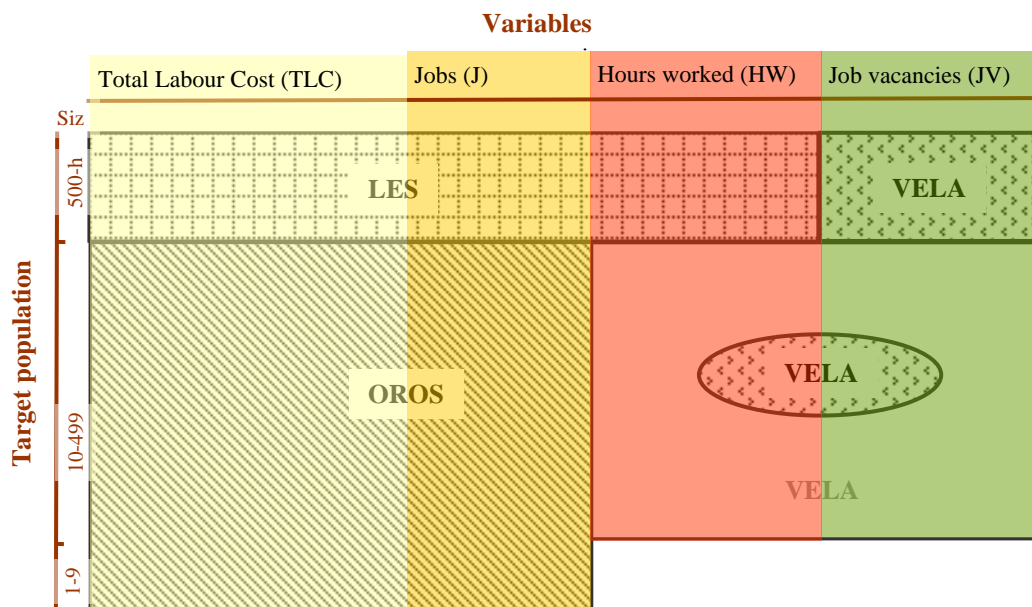 Variables
Total Labour Cost (TLC) Jobs (J) Hours worked (HW) Job vacancies (JV)
Siz
500-h
LES VELA
Target population
VELA
OROS
10-499
VELA
1-9